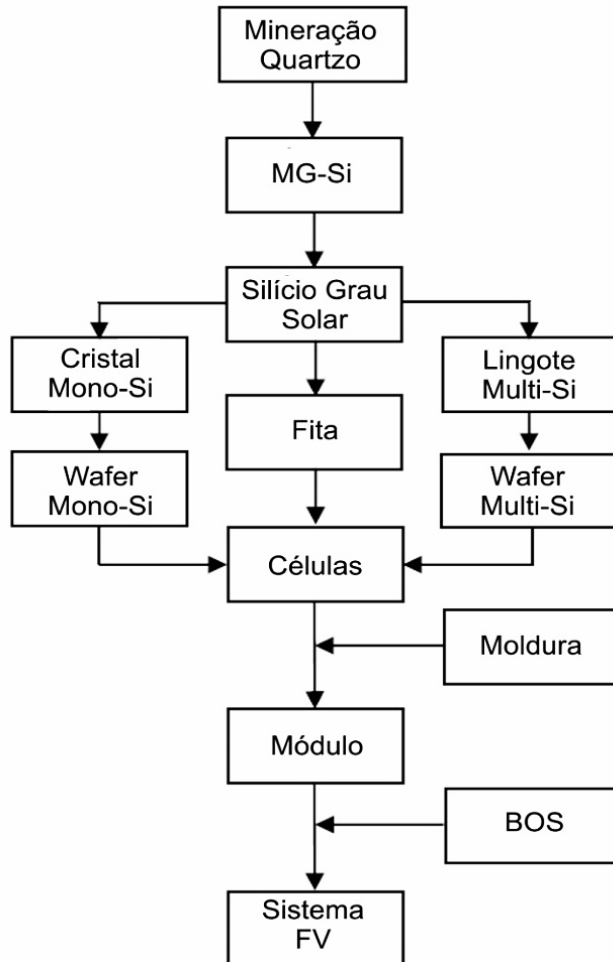 Mineração
Quartzo
MG-Si
Silício Grau
Solar
Cristal
Mono-Si
Lingote
Multi-Si
Fita
Wafer
Mono-Si
Wafer
Multi-Si
Células
Moldura
Módulo
BOS
Sistema
FV